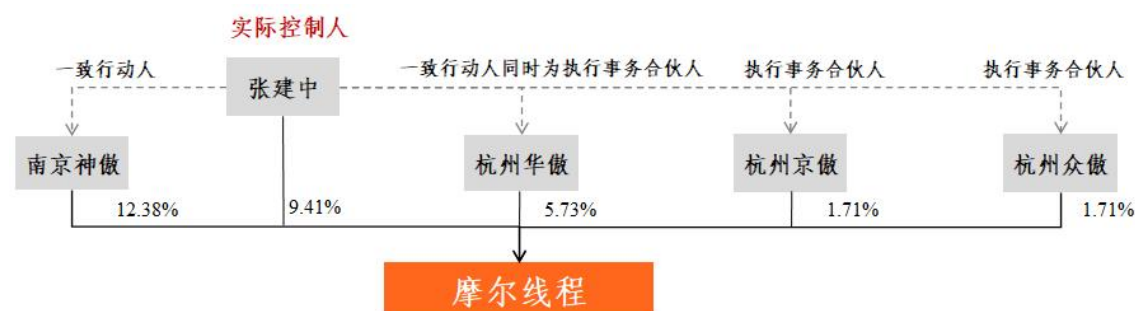 实际控制人
一致行动人
张建中
一致行动人同时为执行事务合伙人
执行事务合伙人
执行事务合伙人
南京神傲
杭州华傲
杭州京傲
杭州众傲
12.38%
9.41%
5.73%
1.71%
1.71%
摩尔线程